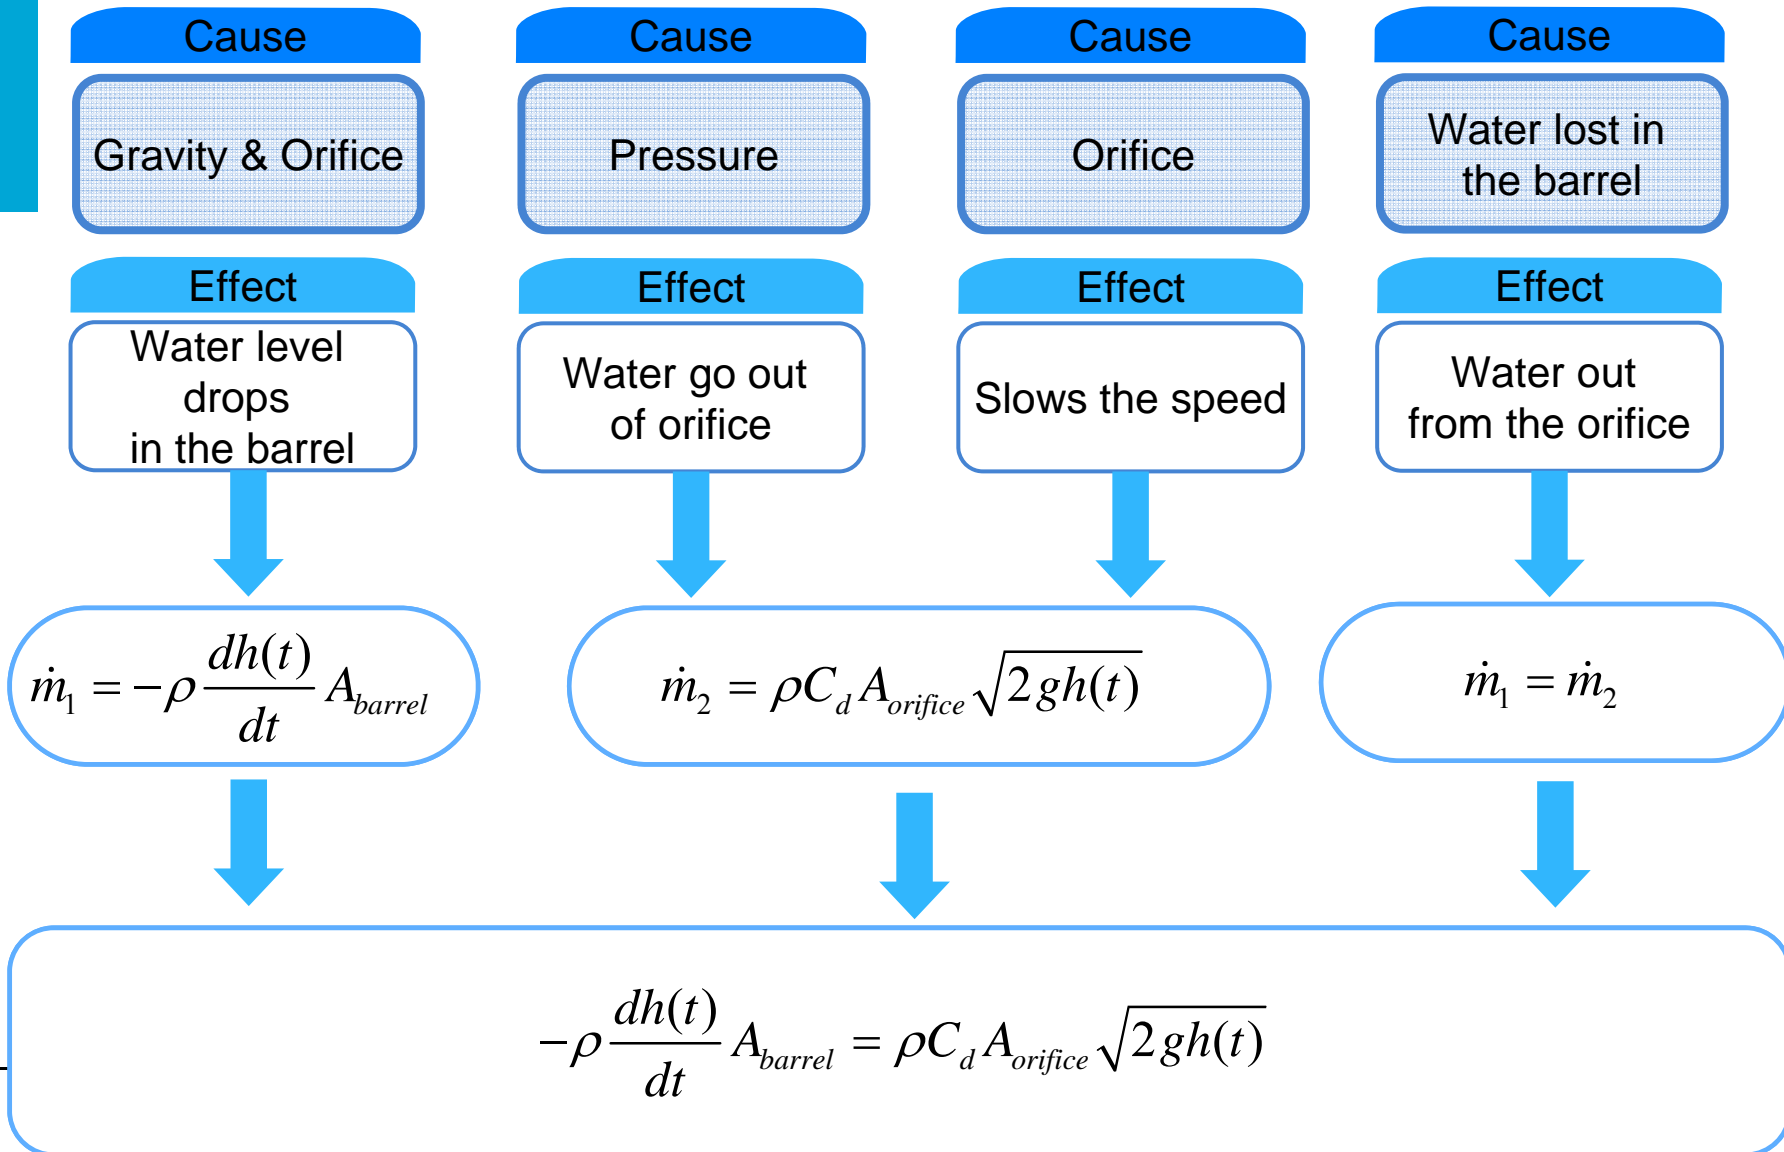 Cause
Cause
Cause
Cause
Gravity & Orifice
Pressure
Orifice
Water lost in
the barrel
Effect
Effect
Effect
Effect
Water level
drops
in the barrel
Water go out
of orifice
Slows the speed
Water out
from the orifice
ṁ₁ = −ρ dh(t)/dt A_barrel
ṁ₂ = ρC_d A_orifice √(2gh(t))
ṁ₁ = ṁ₂
−ρ dh(t)/dt A_barrel = ρC_d A_orifice √(2gh(t))